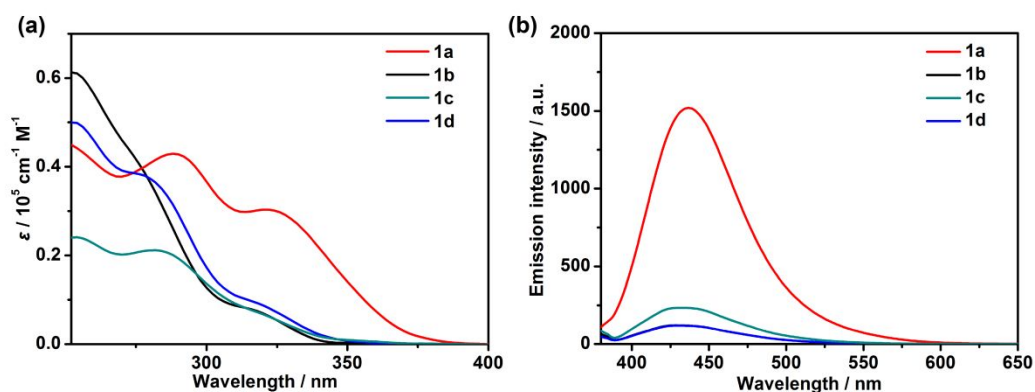 (a)
1a
1b
1c
1d
ε / 10⁵ cm⁻¹ M⁻¹
0.6
0.4
0.2
0.0
300
350
400
Wavelength / nm
(b)
1a
1b
1c
1d
Emission intensity / a.u.
2000
1500
1000
500
0
400
450
500
550
600
650
Wavelength / nm